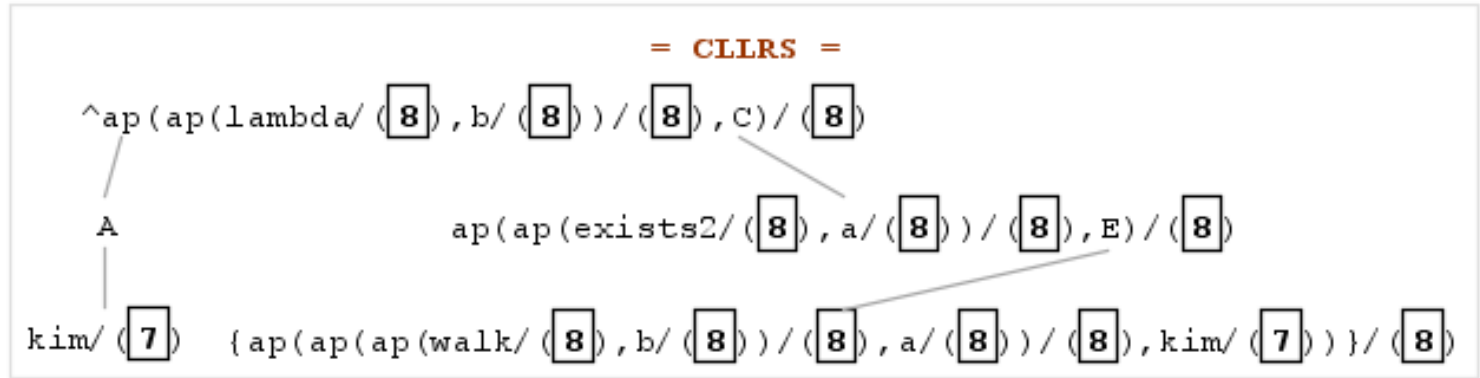 = CLLRS =
^ap(ap(lambda/(8),b/(8))/(8),C)/(8)
A ap(ap(exists2/(8),a/(8))/(8),E)/(8)
kim/(7) {ap(ap(ap(walk/(8),b/(8))/(8),a/(8))/(8),kim/(7))}/(8)